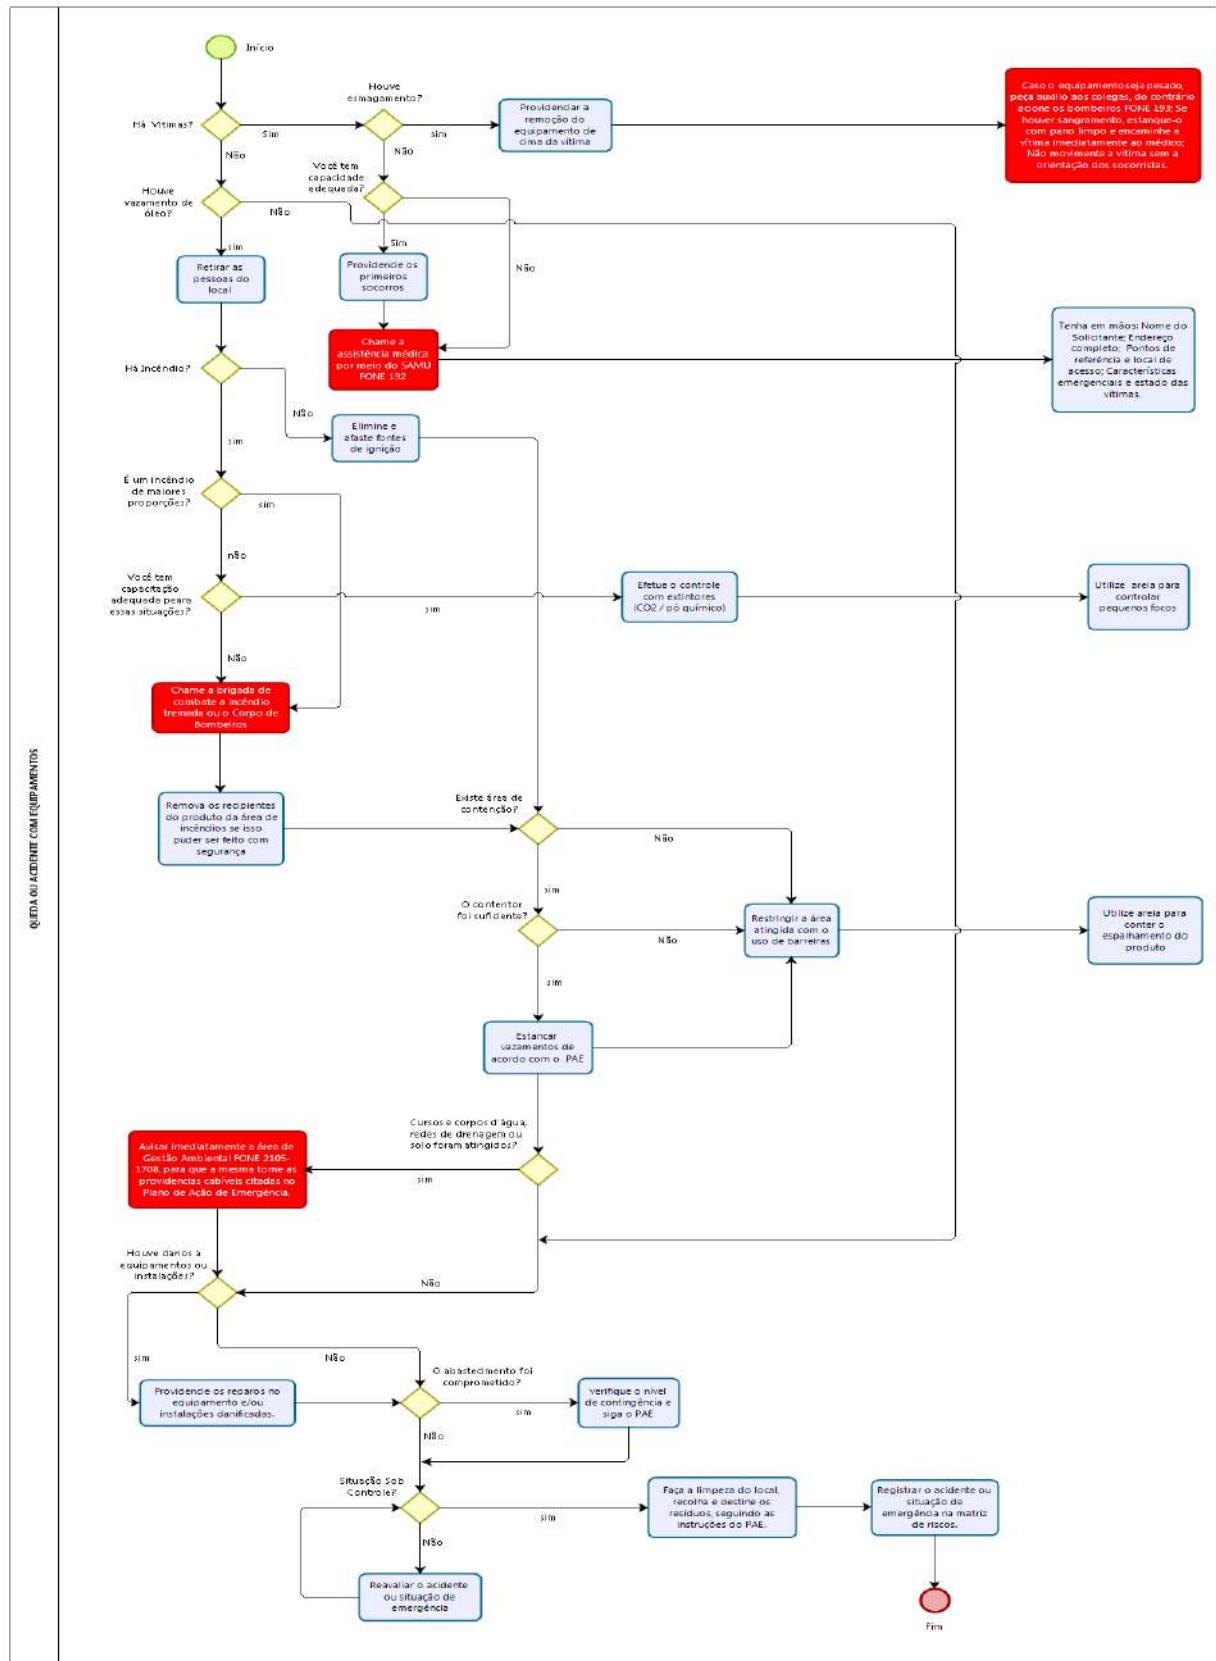 QUEDA OU ACIDENTE COM EQUIPAMENTOS
Início
Há Vítimas?
Sim
Não
Houve
esmagamento?
sim
Não
Providenciar a
remoção do
equipamento de
cima da vítima
Caso o equipamento seja pesado,
peça auxílio aos colegas, do contrário
acione os bombeiros FONE 193; Se
houver sangramento, estanque-o
com pano limpo e encaminhe a
vítima imediatamente ao médico;
Não movimente a vítima sem a
orientação dos socorristas.
Você tem
capacidade
adequada?
Sim
Não
Houve
vazamento de
óleo?
Não
sim
Retirar as
pessoas do
local
Providencie os
primeiros
socorros
Chame a
assistência médica
por meio do SAMU
FONE 192
Tenha em mãos: Nome do
Solicitante; Endereço
completo; Pontos de
referência e local de
acesso; Características
emergenciais e estado das
vítimas.
Há Incêndio?
Não
sim
Elimine e
afaste fontes
de ignição
É um incêndio
de maiores
proporções?
sim
não
Você tem
capacitação
adequada peara
essas situações?
sim
Não
Efetue o controle
com extintores
(CO2 / pó químico)
Utilize areia para
controlar
pequenos focos
Chame a brigada de
combate a incêndio
treinada ou o Corpo de
Bombeiros
Remova os recipientes
do produto da área de
incêndios se isso
puder ser feito com
segurança
Existe área de
contenção?
Não
sim
O contentor
foi suficiente?
Não
sim
Restringir a área
atingida com o
uso de barreiras
Utilize areia para
conter o
espalhamento do
produto
Estancar
vazamentos de
acordo com o PAE
Cursos e corpos d'água,
redes de drenagem ou
solo foram atingidos?
sim
Não
Avisar imediatamente a área de
Gestão Ambiental FONE 2105-
1708, para que a mesma tome as
providencias cabíveis citadas no
Plano de Ação de Emergência.
Houve danos a
equipamentos ou
instalações?
sim
Não
Providencie os reparos no
equipamento e/ou
instalações danificadas.
O abastecimento foi
comprometido?
sim
Não
verifique o nível
de contingência e
siga o PAE
Situação Sob
Controle?
sim
Não
Faça a limpeza do local,
recolha e destine os
resíduos, seguindo as
instruções do PAE.
Registrar o acidente ou
situação de
emergência na matriz
de riscos.
Reavaliar o acidente
ou situação de
emergência
Fim